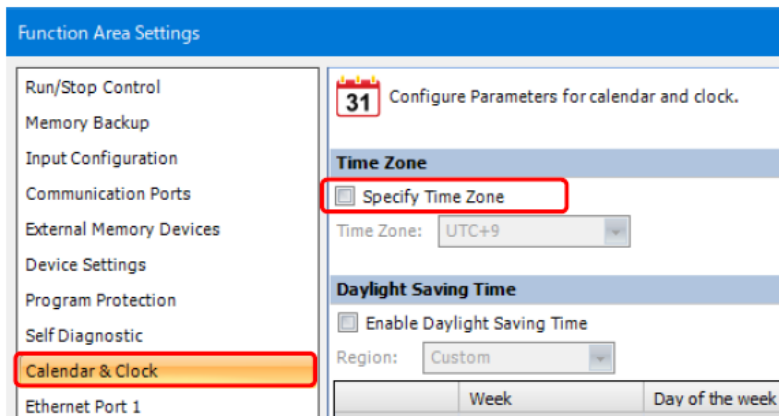 Function Area Settings
Run/Stop Control
Memory Backup
Input Configuration
Communication Ports
External Memory Devices
Device Settings
Program Protection
Self Diagnostic
Calendar & Clock
Ethernet Port 1
31
Configure Parameters for calendar and clock.
Time Zone
Specify Time Zone
Time Zone: UTC+9
Daylight Saving Time
Enable Daylight Saving Time
Region: Custom
Week Day of the week